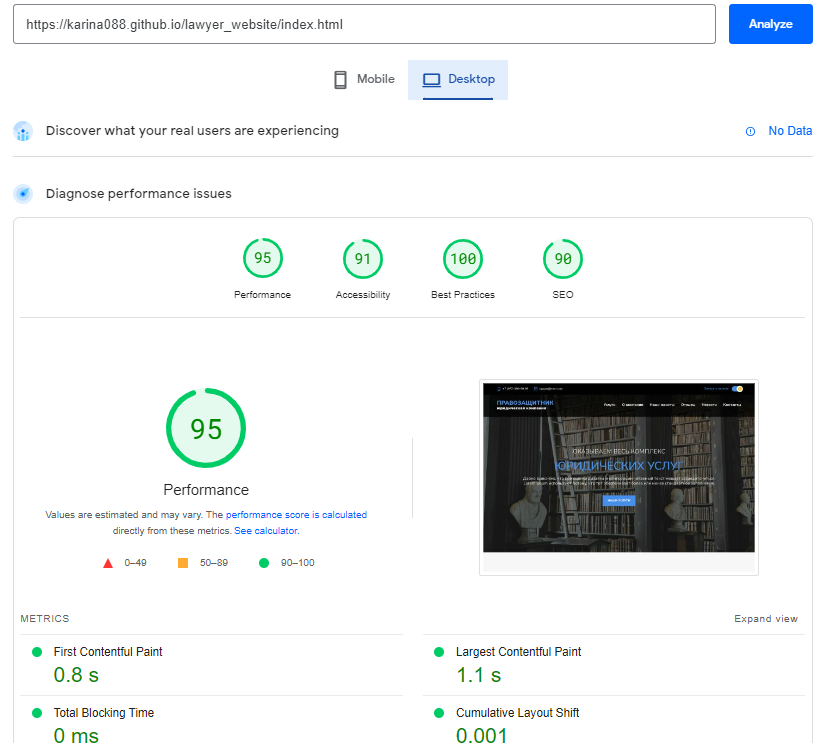 https://karina088.github.io/lawyer_website/index.html
Analyze
Mobile
Desktop
Discover what your real users are experiencing
No Data
Diagnose performance issues
95
91
100
90
Performance
Accessibility
Best Practices
SEO
95
Performance
Values are estimated and may vary. The performance score is calculated
directly from these metrics. See calculator.
0–49
50–89
90–100
ПРАВОЗАЩИТНИК
ЮРИДИЧЕСКАЯ КОМПАНИЯ
Услуги
Контакты
ОКАЗЫВАЕМ ВЕСЬ КОМПЛЕКС
ЮРИДИЧЕСКИХ УСЛУГ
METRICS
Expand view
First Contentful Paint
0.8 s
Largest Contentful Paint
1.1 s
Total Blocking Time
0 ms
Cumulative Layout Shift
0.001